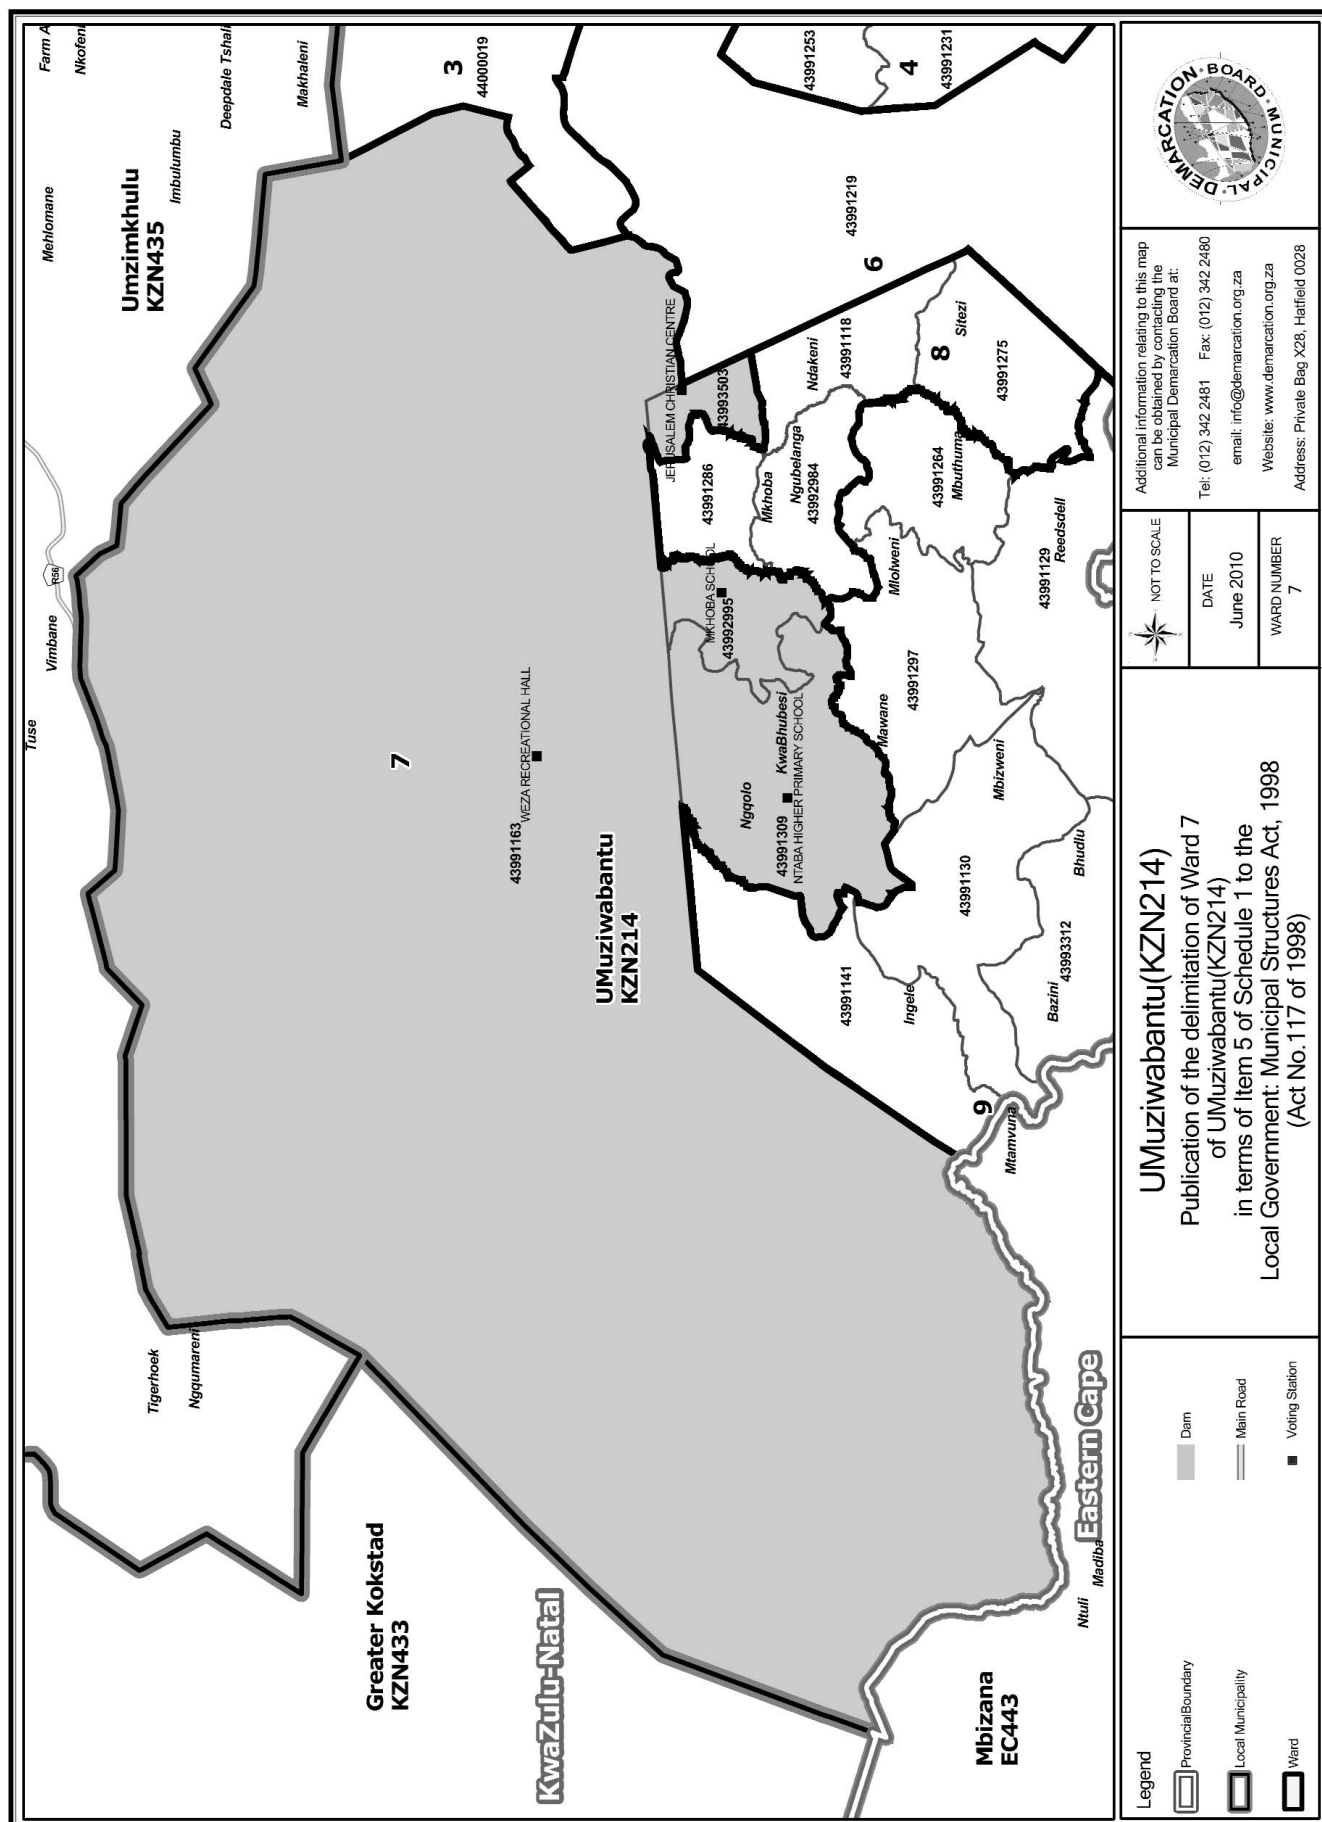 Farm A
Nkofeni
Deepdale Tshali
Makhaleni
Mehlomane
Imbulumbu
Umzimkhulu
KZN435
Vimbane
R56
Tuse
Tigerhoek
Ngqumareni
3
44000019
43991253
4
43991231
43991219
6
7
WEZA RECREATIONAL HALL
43991163
UMuziwabantu
KZN214
JERUSALEM CHRISTIAN CENTRE
43993503
Ndakeni
43991118
8
Sitezi
43991275
43991286
Mkhoba
Ngubelanga
43992984
43991264
Mbuthuma
MKHOBA SCHOOL
43992995
Mlolweni
43991129
Reedsdell
KwaBhubesi
NTABA HIGHER PRIMARY SCHOOL
Ngqolo
43991309
Mawane
43991297
Mbizweni
43991130
Bhudlu
43991141
Ingele
Bazini
43993312
9
Mtamvuna
Greater Kokstad
KZN433
KwaZulu-Natal
Mbizana
EC443
Eastern Cape
Madiba
Ntuli
Legend
ProvincialBoundary
Local Municipality
Ward
Dam
Main Road
Voting Station
UMuziwabantu(KZN214)
Publication of the delimitation of Ward 7
of UMuziwabantu(KZN214)
in terms of Item 5 of Schedule 1 to the
Local Government: Municipal Structures Act, 1998
(Act No.117 of 1998)
NOT TO SCALE
DATE
June 2010
WARD NUMBER
7
Additional information relating to this map
can be obtained by contacting the
Municipal Demarcation Board at:
Tel: (012) 342 2481 Fax: (012) 342 2480
email: info@demarcation.org.za
Website: www.demarcation.org.za
Address: Private Bag X28, Hatfield 0028
MUNICIPAL DEMARCATION BOARD